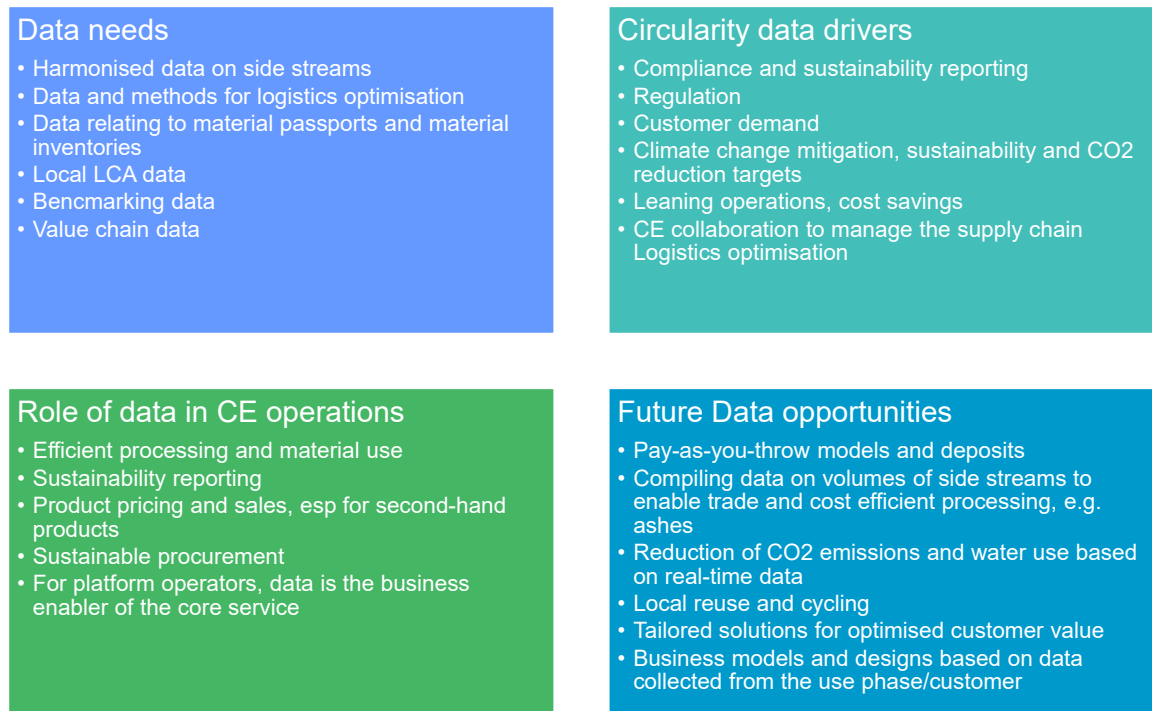 Data needs
• Harmonised data on side streams
• Data and methods for logistics optimisation
• Data relating to material passports and material
inventories
• Local LCA data
• Bencmarking data
• Value chain data
Circularity data drivers
• Compliance and sustainability reporting
• Regulation
• Customer demand
• Climate change mitigation, sustainability and CO2
reduction targets
• Leaning operations, cost savings
• CE collaboration to manage the supply chain
Logistics optimisation
Role of data in CE operations
• Efficient processing and material use
• Sustainability reporting
• Product pricing and sales, esp for second-hand
products
• Sustainable procurement
• For platform operators, data is the business
enabler of the core service
Future Data opportunities
• Pay-as-you-throw models and deposits
• Compiling data on volumes of side streams to
enable trade and cost efficient processing, e.g.
ashes
• Reduction of CO2 emissions and water use based
on real-time data
• Local reuse and cycling
• Tailored solutions for optimised customer value
• Business models and designs based on data
collected from the use phase/customer